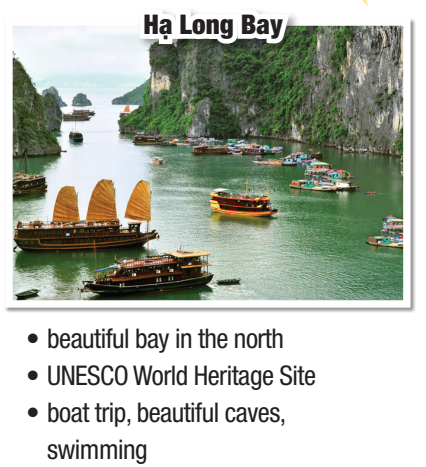 Hạ Long Bay
• beautiful bay in the north
• UNESCO World Heritage Site
• boat trip, beautiful caves,
swimming